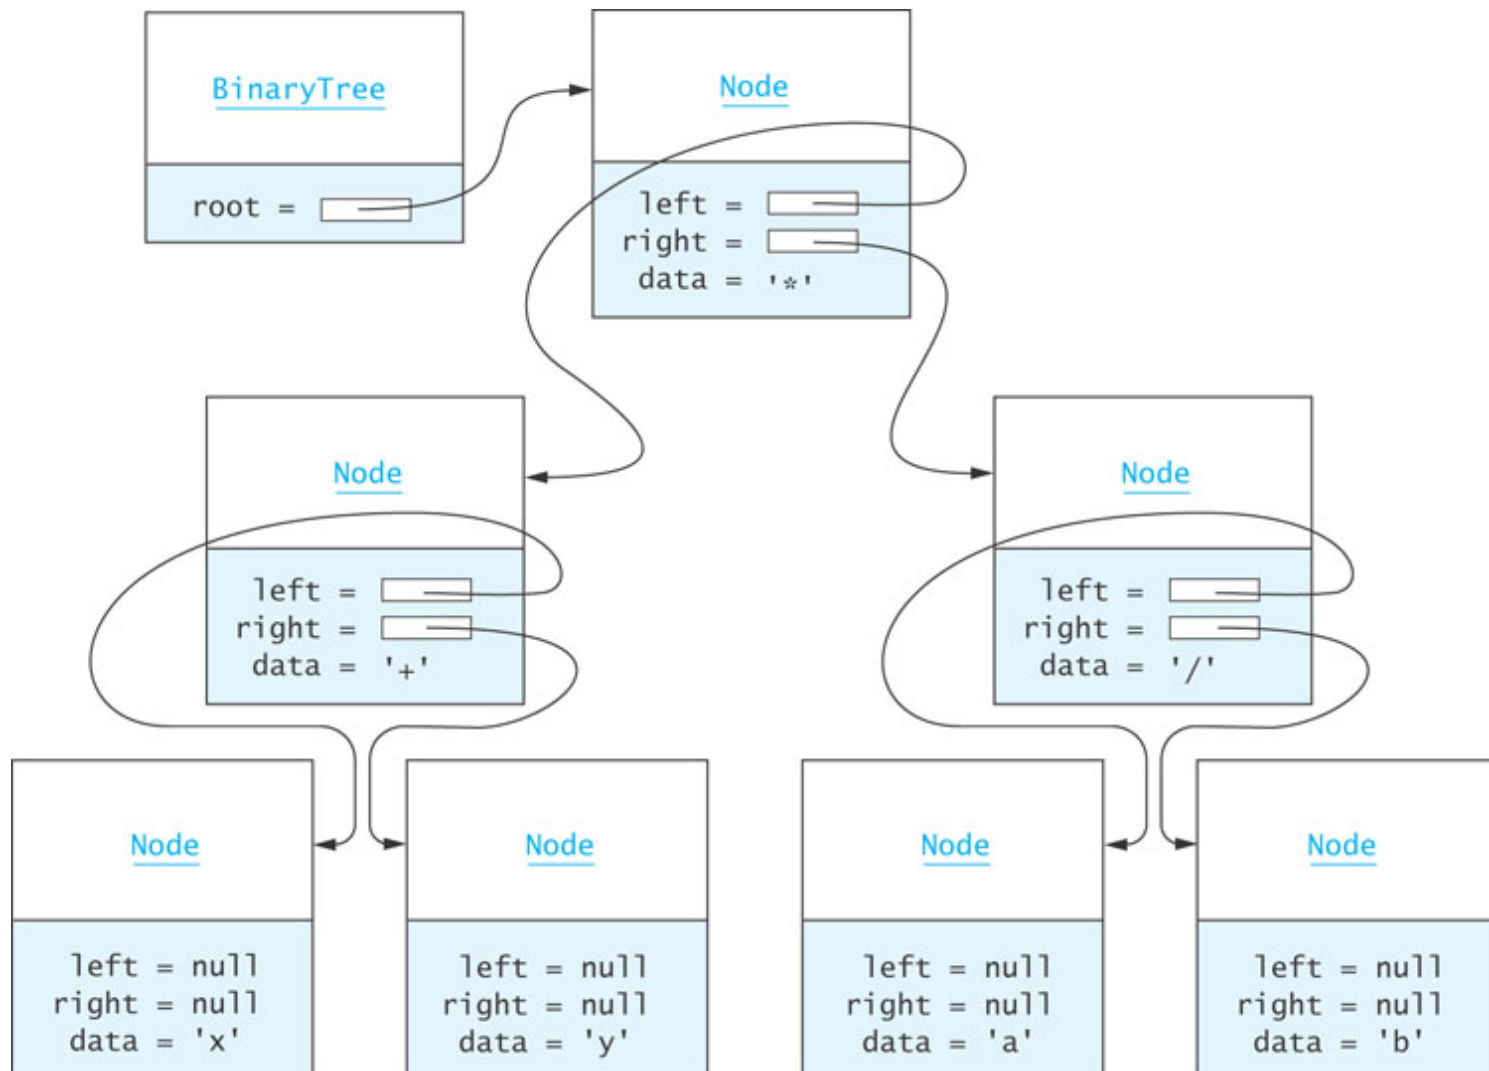 BinaryTree
root =
Node
left =
right =
data = '*'
Node
left =
right =
data = '+'
Node
left =
right =
data = '/'
Node
left = null
right = null
data = 'x'
Node
left = null
right = null
data = 'y'
Node
left = null
right = null
data = 'a'
Node
left = null
right = null
data = 'b'